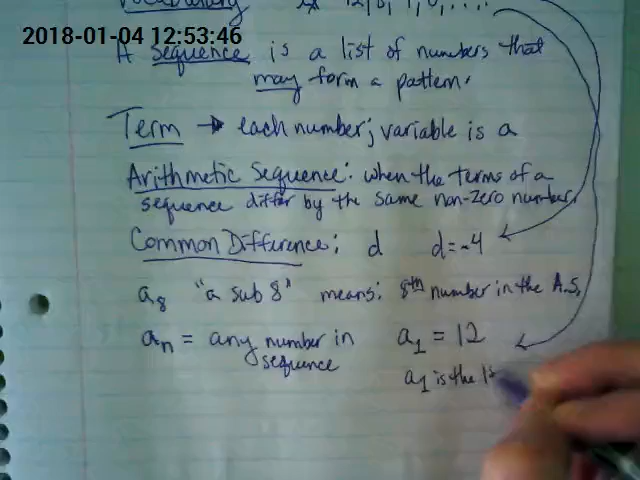 Vocabulary Ex 12, 8, 4, 0, ...
2018-01-04 12:53:46
A sequence is a list of numbers that
may form a pattern.
Term → each number; variable is a
Arithmetic Sequence: when the terms of a
sequence differ by the same non-zero number.
Common Difference: d d=-4
a8 "a sub 8" means: 8th number in the A.S.
an = any number in
sequence
a1 = 12
a1 is the 1s